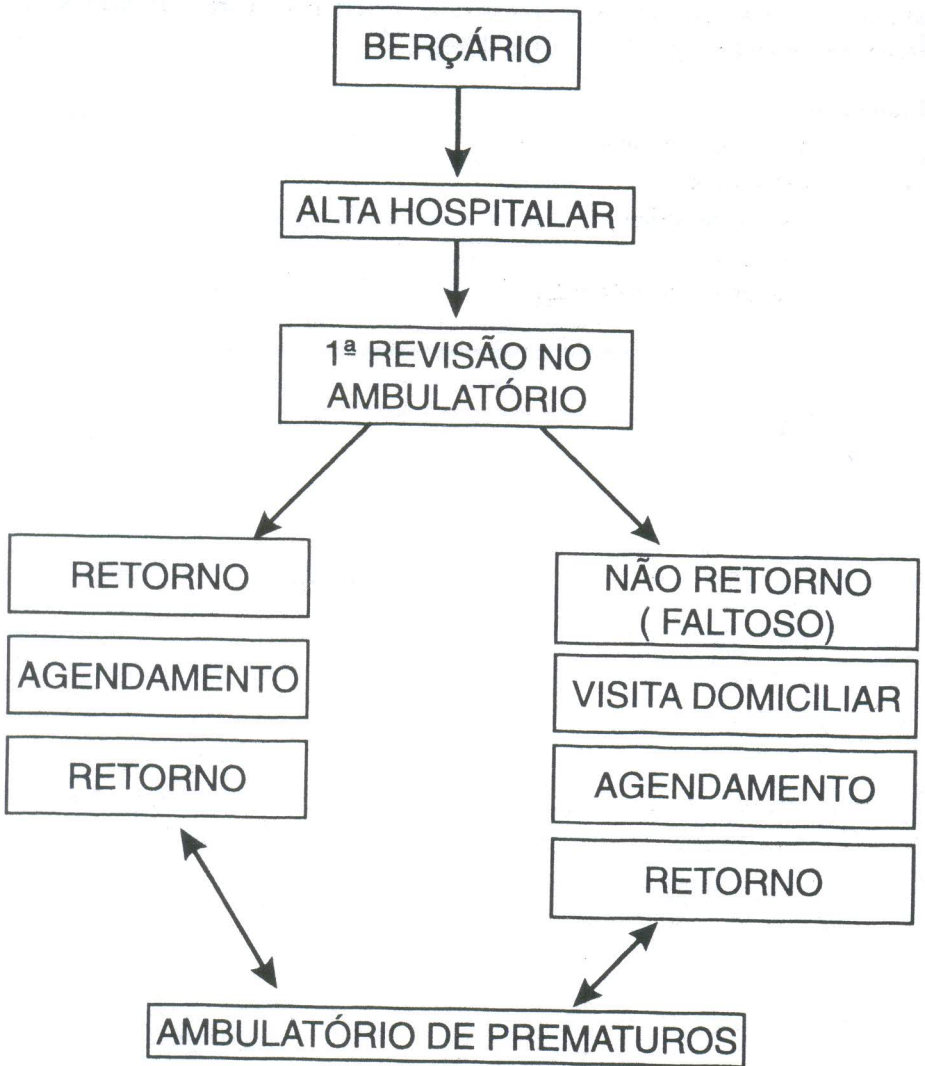 BERÇÁRIO
ALTA HOSPITALAR
1ª REVISÃO NO
AMBULATÓRIO
RETORNO
AGENDAMENTO
RETORNO
NÃO RETORNO
( FALTOSO)
VISITA DOMICILIAR
AGENDAMENTO
RETORNO
AMBULATÓRIO DE PREMATUROS